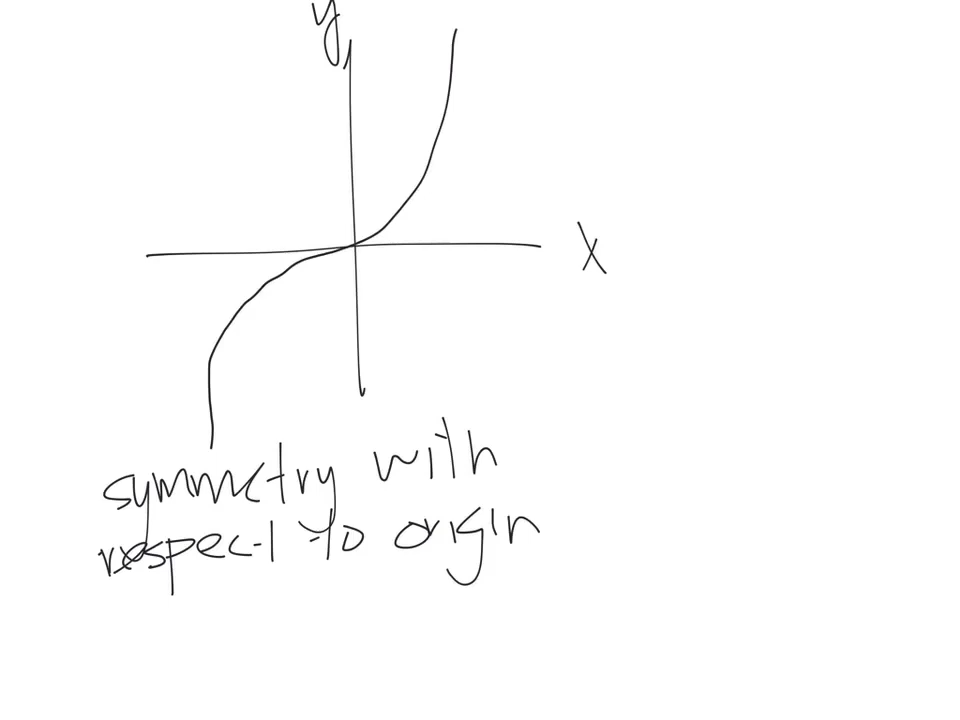 y
x
symmetry with
respect to origin